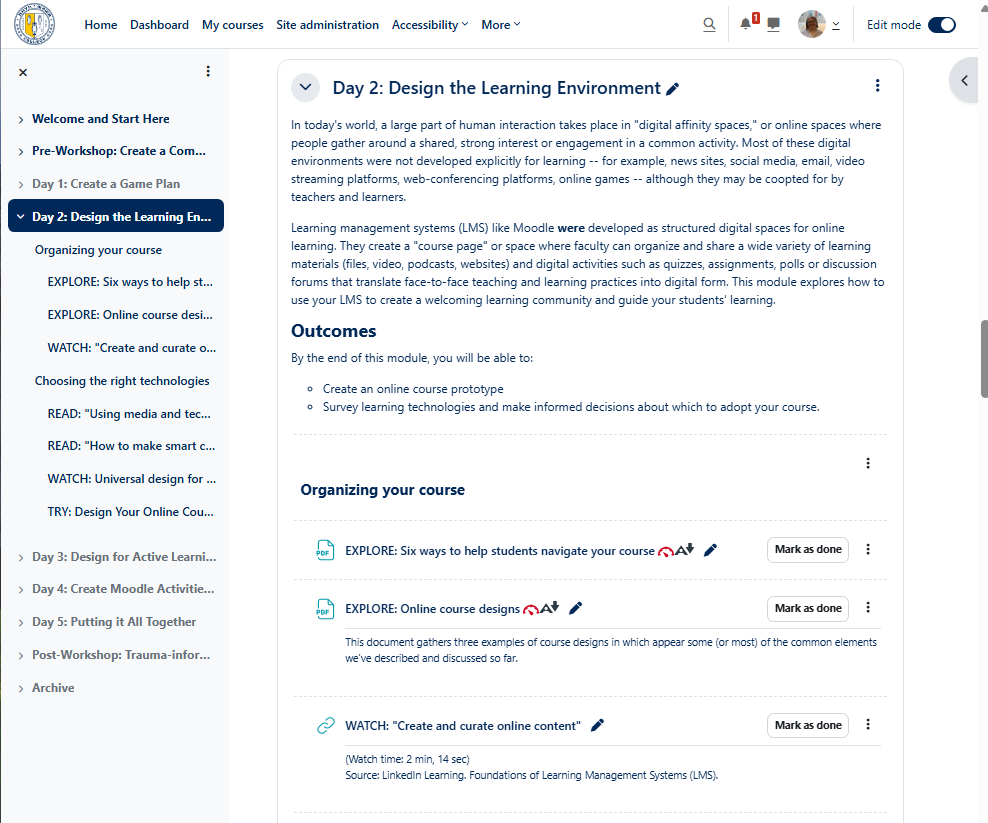 Home Dashboard My courses Site administration Accessibility More 1 Edit mode
Welcome and Start Here
Pre-Workshop: Create a Com...
Day 1: Create a Game Plan
Day 2: Design the Learning En...
Organizing your course
EXPLORE: Six ways to help st...
EXPLORE: Online course desi...
WATCH: "Create and curate o...
Choosing the right technologies
READ: "Using media and tec...
READ: "How to make smart c...
WATCH: Universal design for ...
TRY: Design Your Online Cou...
Day 3: Design for Active Learni...
Day 4: Create Moodle Activitie...
Day 5: Putting it All Together
Post-Workshop: Trauma-infor...
Archive
Day 2: Design the Learning Environment
In today's world, a large part of human interaction takes place in "digital affinity spaces," or online spaces where
people gather around a shared, strong interest or engagement in a common activity. Most of these digital
environments were not developed explicitly for learning -- for example, news sites, social media, email, video
streaming platforms, web-conferencing platforms, online games -- although they may be coopted for by
teachers and learners.
Learning management systems (LMS) like Moodle were developed as structured digital spaces for online
learning. They create a "course page" or space where faculty can organize and share a wide variety of learning
materials (files, video, podcasts, websites) and digital activities such as quizzes, assignments, polls or discussion
forums that translate face-to-face teaching and learning practices into digital form. This module explores how to
use your LMS to create a welcoming learning community and guide your students' learning.
Outcomes
By the end of this module, you will be able to:
Create an online course prototype
Survey learning technologies and make informed decisions about which to adopt your course.
Organizing your course
PDF EXPLORE: Six ways to help students navigate your course A Mark as done
PDF EXPLORE: Online course designs A Mark as done
This document gathers three examples of course designs in which appear some (or most) of the common elements
we've described and discussed so far.
WATCH: "Create and curate online content" Mark as done
(Watch time: 2 min, 14 sec)
Source: LinkedIn Learning. Foundations of Learning Management Systems (LMS).